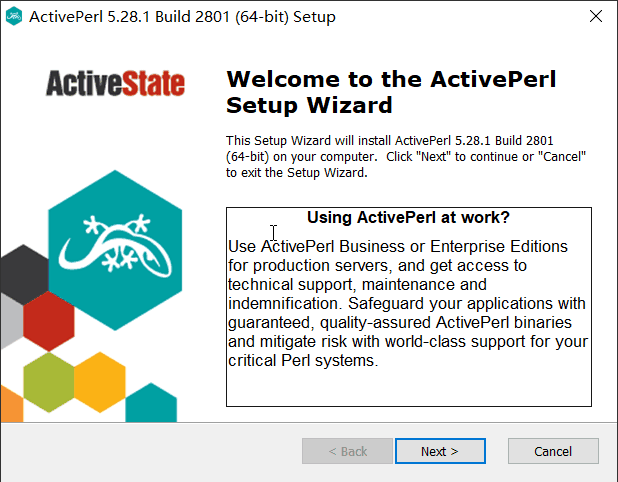 ActivePerl 5.28.1 Build 2801 (64-bit) Setup
ActiveState
Welcome to the ActivePerl
Setup Wizard
This Setup Wizard will install ActivePerl 5.28.1 Build 2801
(64-bit) on your computer. Click "Next" to continue or "Cancel"
to exit the Setup Wizard.
Using ActivePerl at work?
Use ActivePerl Business or Enterprise Editions
for production servers, and get access to
technical support, maintenance and
indemnification. Safeguard your applications with
guaranteed, quality-assured ActivePerl binaries
and mitigate risk with world-class support for your
critical Perl systems.
< Back
Next >
Cancel